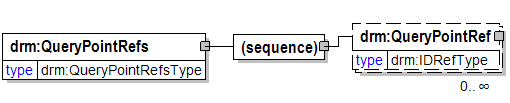 drm:QueryPointRefs
type drm:QueryPointRefsType
(sequence)
drm:QueryPointRef
type drm:IDRefType
0.. ∞